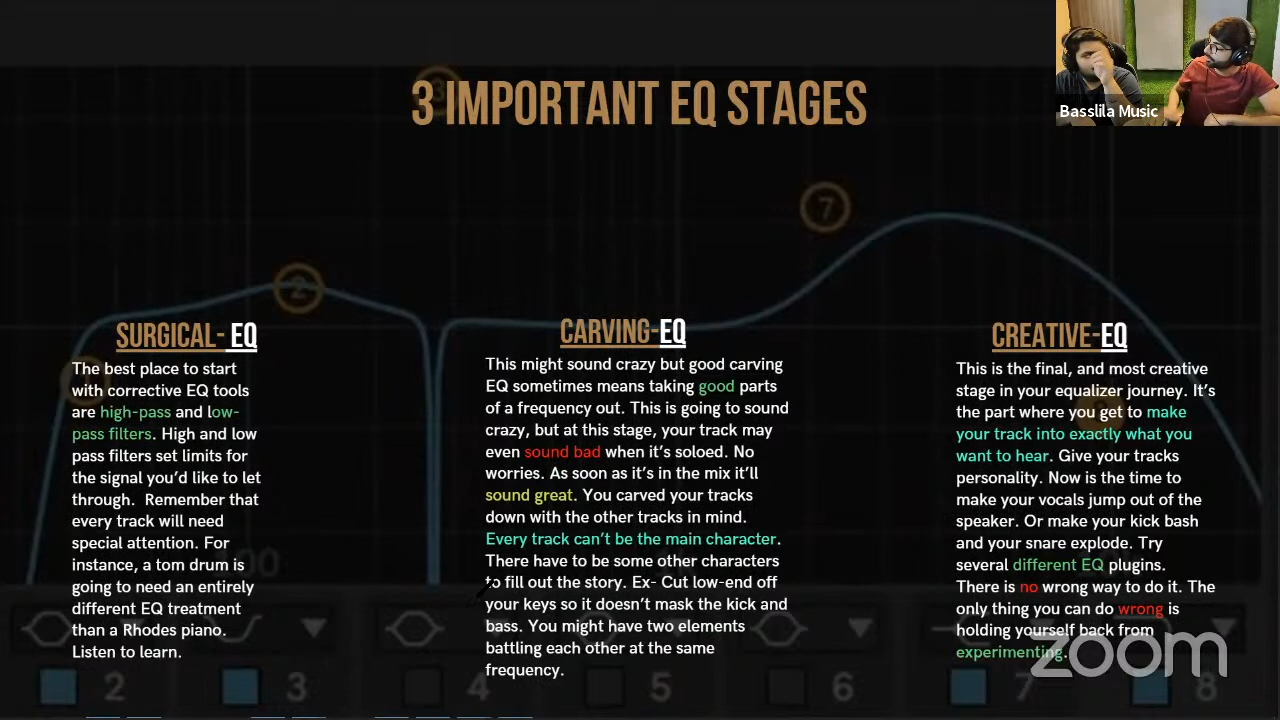 Basslila Music
3 IMPORTANT EQ STAGES
7
2
SURGICAL- EQ
The best place to start
with corrective EQ tools
are high-pass and low-
pass filters. High and low
pass filters set limits for
the signal you'd like to let
through.  Remember that
every track will need
special attention. For
instance, a tom drum is
going to need an entirely
different EQ treatment
than a Rhodes piano.
Listen to learn.
CARVING-EQ
This might sound crazy but good carving
EQ sometimes means taking good parts
of a frequency out. This is going to sound
crazy, but at this stage, your track may
even sound bad when it's soloed. No
worries. As soon as it's in the mix it'll
sound great. You carved your tracks
down with the other tracks in mind.
Every track can't be the main character.
There have to be some other characters
to fill out the story. Ex- Cut low-end off
your keys so it doesn't mask the kick and
bass. You might have two elements
battling each other at the same
frequency.
CREATIVE-EQ
This is the final, and most creative
stage in your equalizer journey. It's
the part where you get to make
your track into exactly what you
want to hear. Give your tracks
personality. Now is the time to
make your vocals jump out of the
speaker. Or make your kick bash
and your snare explode. Try
several different EQ plugins.
There is no wrong way to do it. The
only thing you can do wrong is
holding yourself back from
experimenting.
100
zoom
2 3 4 5 6 7 8